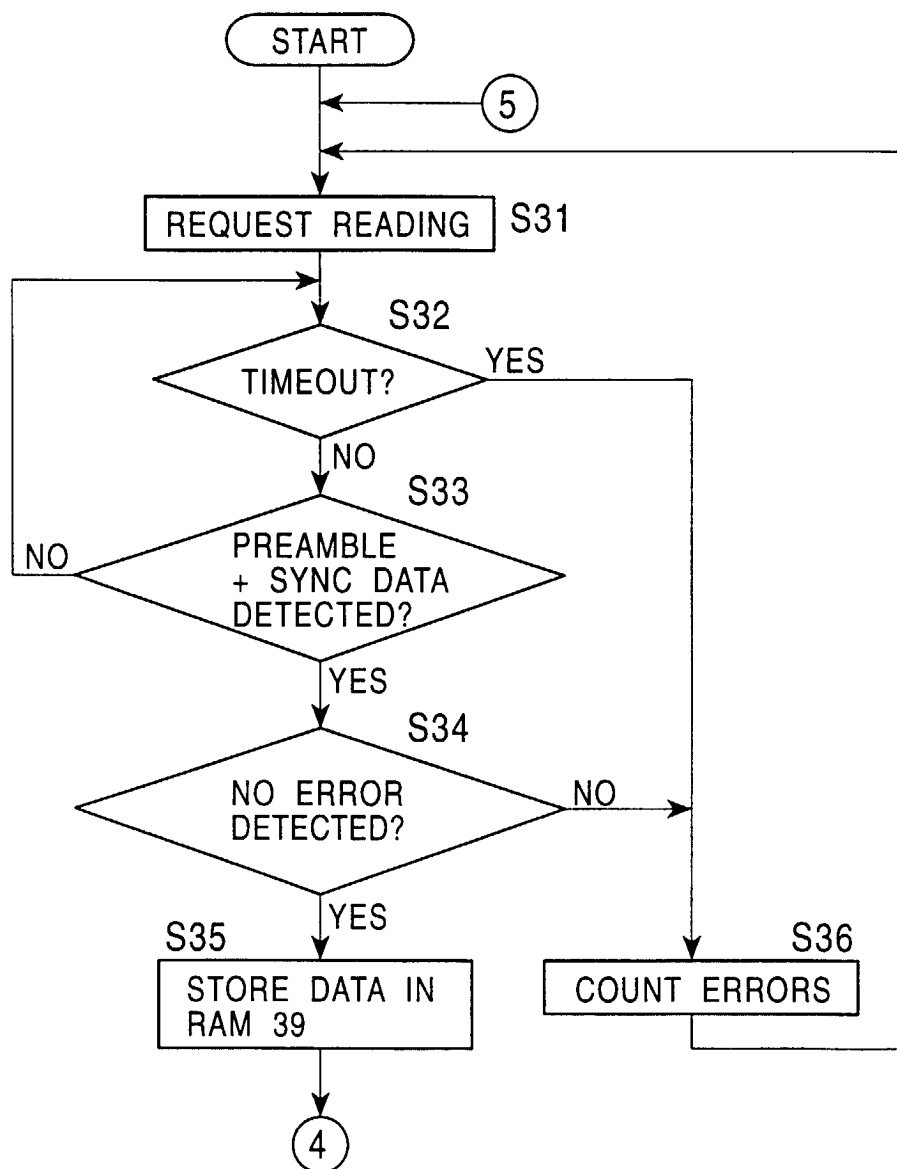 START
5
REQUEST READING
S31
S32
TIMEOUT?
YES
NO
S33
PREAMBLE
+ SYNC DATA
DETECTED?
NO
YES
S34
NO ERROR
DETECTED?
NO
YES
S35
STORE DATA IN
RAM 39
S36
COUNT ERRORS
4